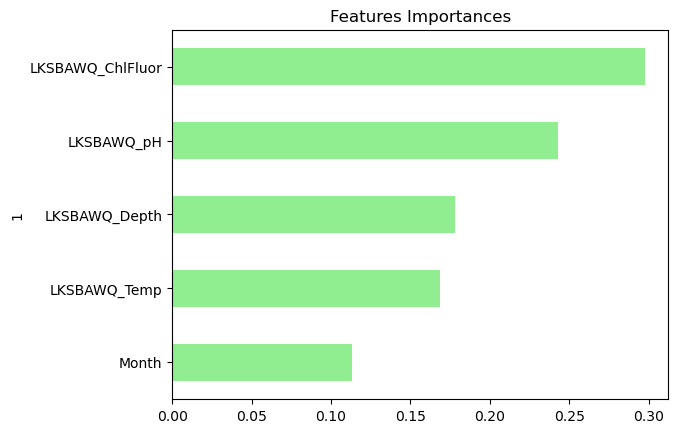 Features Importances
LKSBAWQ_ChlFluor
LKSBAWQ_pH
LKSBAWQ_Depth
LKSBAWQ_Temp
Month
1
0.00 0.05 0.10 0.15 0.20 0.25 0.30